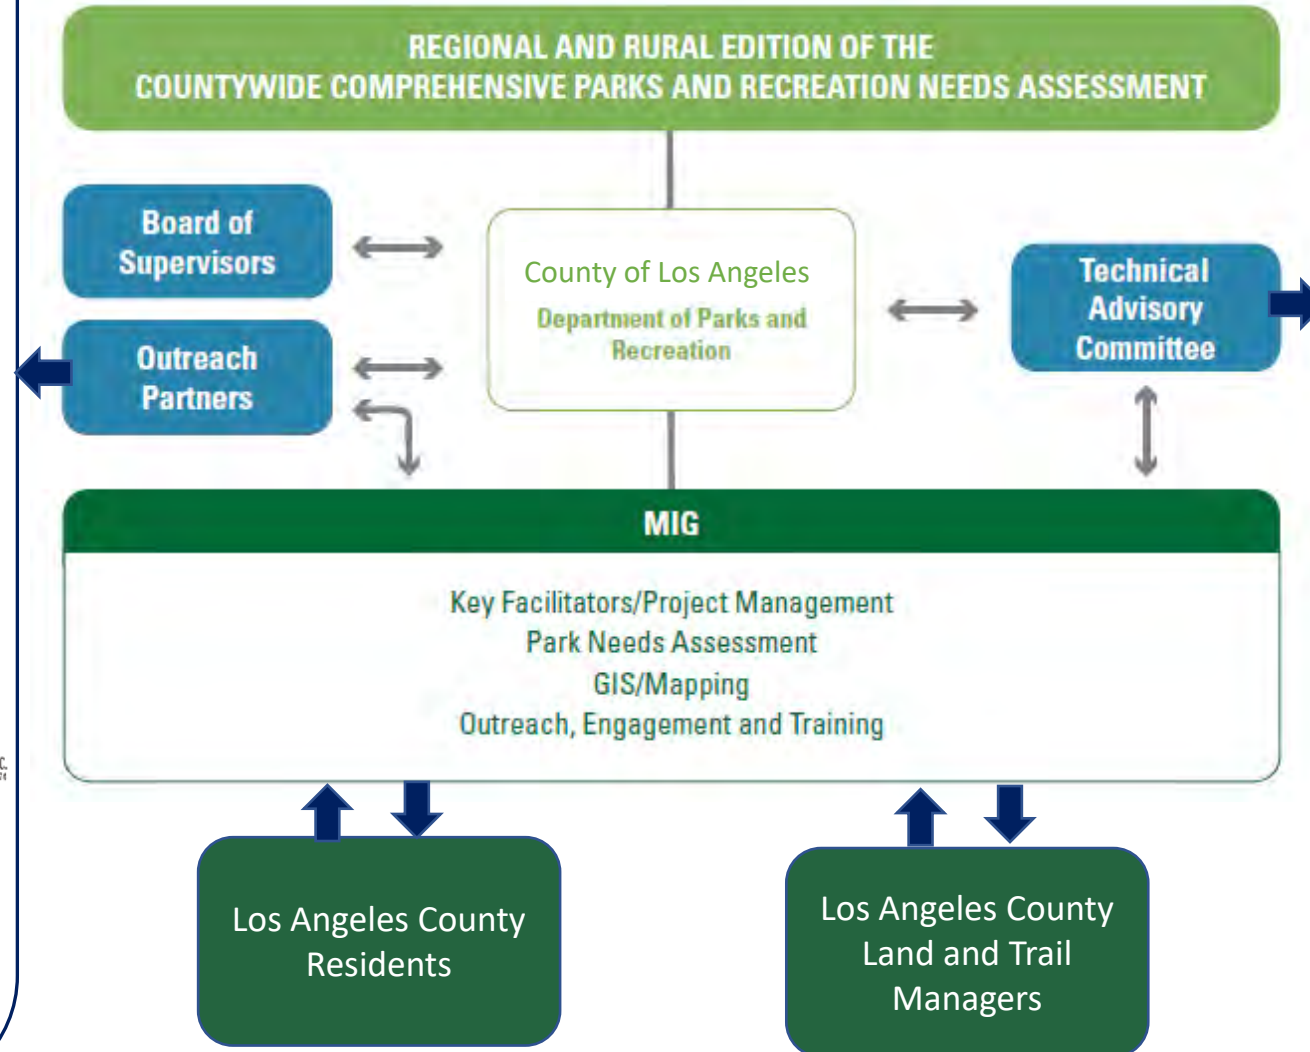 REGIONAL AND RURAL EDITION OF THE
COUNTYWIDE COMPREHENSIVE PARKS AND RECREATION NEEDS ASSESSMENT
Board of
Supervisors
County of Los Angeles
Department of Parks and
Recreation
Technical
Advisory
Committee
Outreach
Partners
MIG
Key Facilitators/Project Management
Park Needs Assessment
GIS/Mapping
Outreach, Engagement and Training
Los Angeles County
Residents
Los Angeles County
Land and Trail
Managers